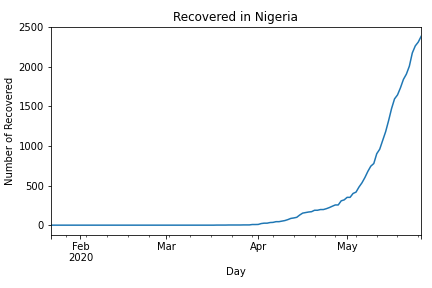 Recovered in Nigeria
Number of Recovered
2500
2000
1500
1000
500
0
Feb
2020
Mar
Apr
May
Day